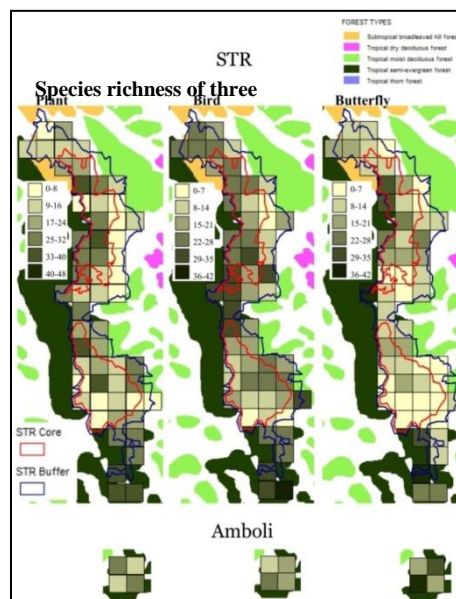 FOREST TYPES
Subtropical broadleaved hill forest
Tropical dry deciduous forest
Tropical moist deciduous forest
Tropical semi-evergreen forest
Tropical thorn forest
STR
Species richness of three
Plant Bird Butterfly
0-8
9-16
17-24
25-32
33-40
40-48
0-7
8-14
15-21
22-28
29-35
36-42
0-7
8-14
15-21
22-28
29-35
36-42
STR Core
STR Buffer
Amboli